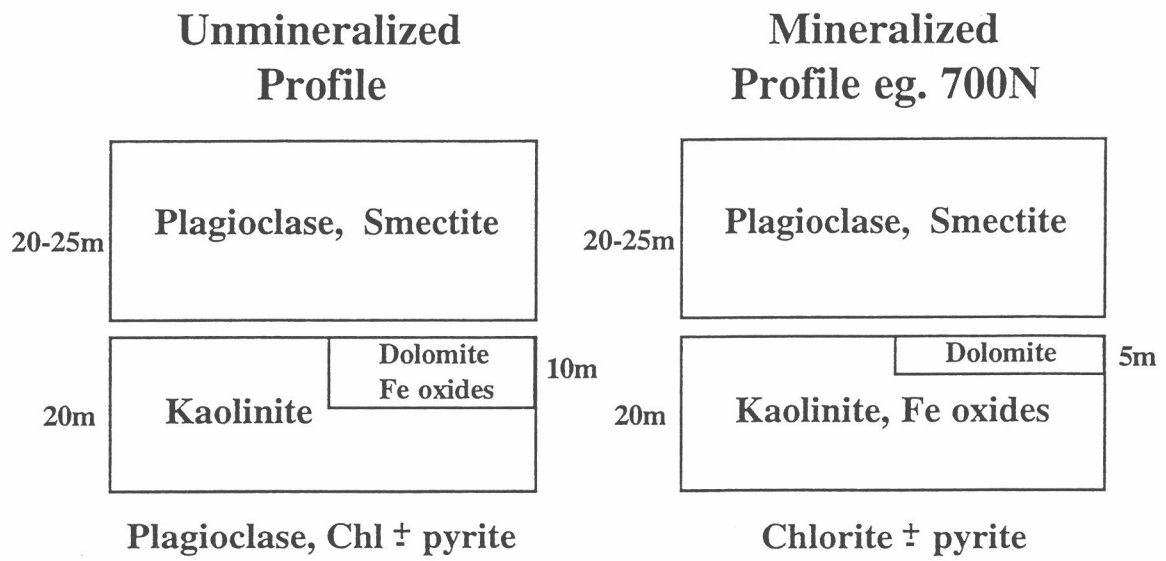 Unmineralized
Profile
Plagioclase, Smectite
20-25m
Dolomite
Fe oxides
10m
Kaolinite
20m
Plagioclase, Chl ± pyrite
Mineralized
Profile eg. 700N
Plagioclase, Smectite
20-25m
Dolomite
5m
Kaolinite, Fe oxides
20m
Chlorite ± pyrite